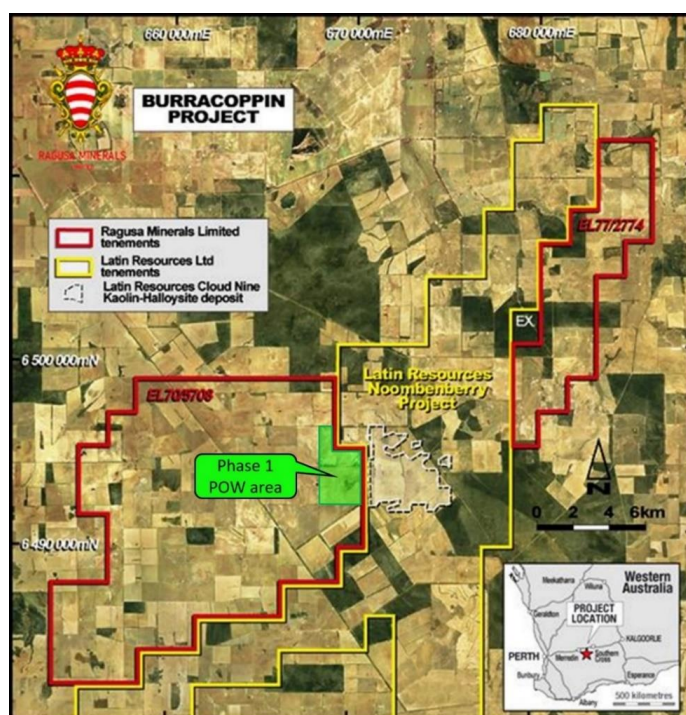 660 000mE
670 000mE
680 000mE
BURRACOPPIN
PROJECT
RAGUSA MINERALS
Ragusa Minerals Limited
tenements
Latin Resources Ltd
tenements
Latin Resources Cloud Nine
Kaolin-Halloysite deposit
EL77/2774
EX
6 500 000mN
Latin Resources
Noombenberry
Project
EL70/5708
Phase 1
POW area
N
0 2 4 6km
6 490 000mN
Western
Australia
Meekatharra
Wiluna
Geraldton
PROJECT
LOCATION
KALGOORLIE
PERTH
Merredin
Southern
Cross
Bunbury
Esperance
Albany
500 kilometres